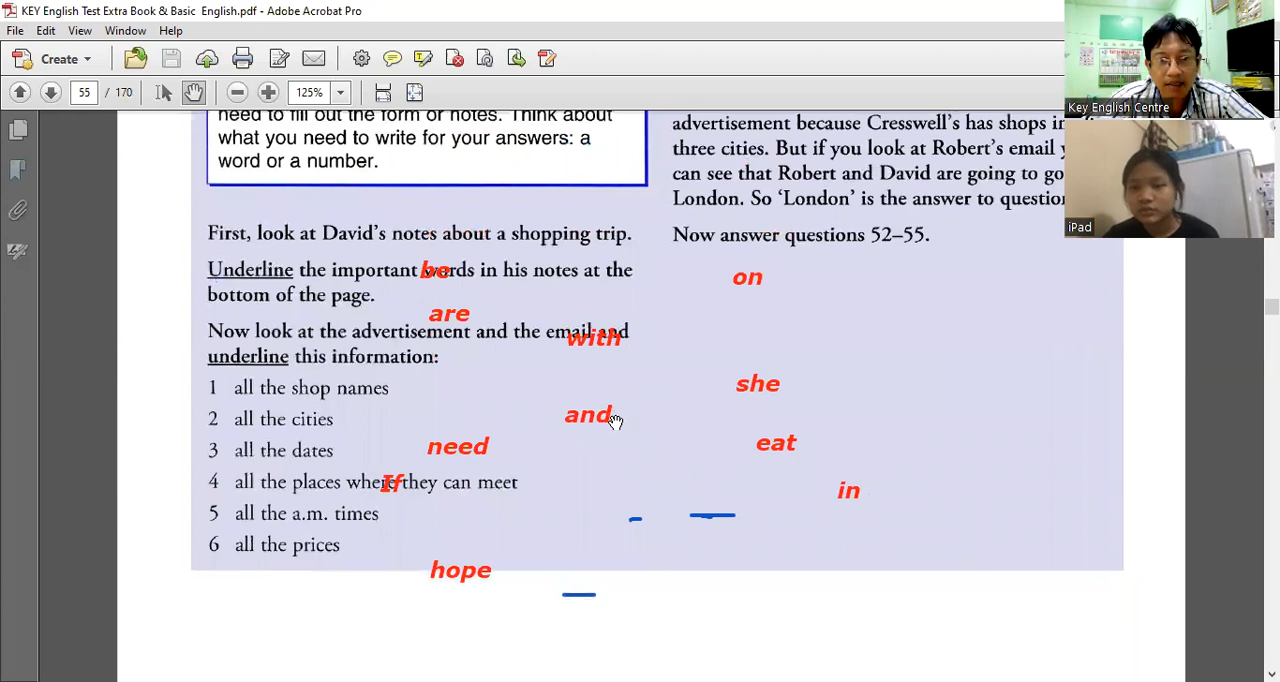 KEY English Test Extra Book & Basic  English.pdf - Adobe Acrobat Pro
File Edit View Window Help
Create
55 / 170 125%
Key English Centre
iPad
need to fill out the form or notes. Think about
what you need to write for your answers: a
word or a number.
First, look at David's notes about a shopping trip.
Underline the important words in his notes at the
bottom of the page.
Now look at the advertisement and the email and
underline this information:
1 all the shop names
2 all the cities
3 all the dates
4 all the places where they can meet
5 all the a.m. times
6 all the prices
advertisement because Cresswell's has shops in
three cities. But if you look at Robert's email
can see that Robert and David are going to go
London. So 'London' is the answer to
Now answer questions 52–55.
be
on
are
with
she
and
need
eat
If
in
hope